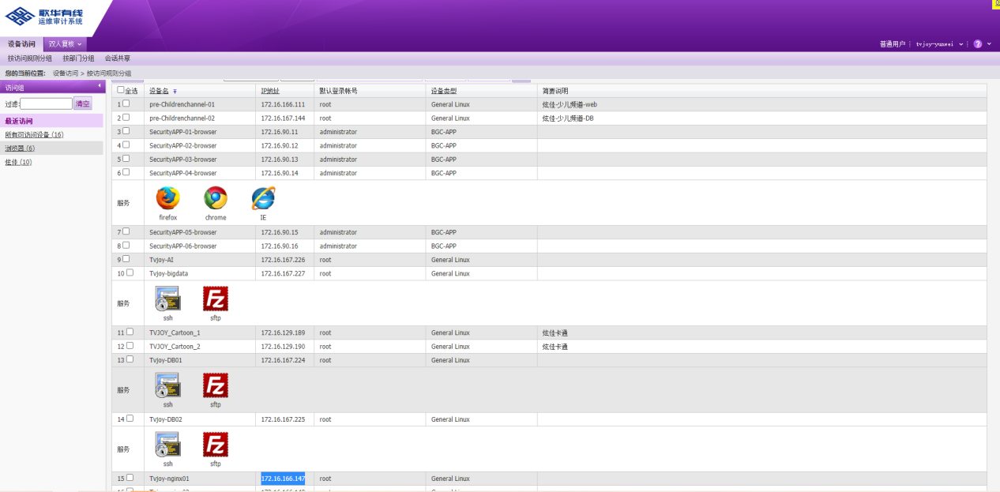 歌华有线
运维审计系统
设备访问 双人复核
普通用户 | tvjoy-yunwei | ?
按访问规则分组 按部门分组 会话共享
您的当前位置: 设备访问 > 按访问规则分组
访问组
过滤: 清空
最近访问
所有可访问设备 (16)
浏览器 (6)
炫佳 (10)
全选 设备名 IP地址 默认登录帐号 设备类型 简要说明
1 pre-Childrenchannel-01 172.16.166.111 root General Linux 炫佳-少儿频道-web
2 pre-Childrenchannel-02 172.16.167.144 root General Linux 炫佳-少儿频道-DB
3 SecurityAPP-01-browser 172.16.90.11 administrator BGC-APP
4 SecurityAPP-02-browser 172.16.90.12 administrator BGC-APP
5 SecurityAPP-03-browser 172.16.90.13 administrator BGC-APP
6 SecurityAPP-04-browser 172.16.90.14 administrator BGC-APP
服务 firefox chrome IE
7 SecurityAPP-05-browser 172.16.90.15 administrator BGC-APP
8 SecurityAPP-06-browser 172.16.90.16 administrator BGC-APP
9 Tvjoy-AI 172.16.167.226 root General Linux
10 Tvjoy-bigdata 172.16.167.227 root General Linux
服务 ssh sftp
11 TVJOY_Cartoon_1 172.16.129.189 root General Linux 炫佳卡通
12 TVJOY_Cartoon_2 172.16.129.190 root General Linux 炫佳卡通
13 Tvjoy-DB01 172.16.167.224 root General Linux
服务 ssh sftp
14 Tvjoy-DB02 172.16.167.225 root General Linux
服务 ssh sftp
15 Tvjoy-nginx01 172.16.166.147 root General Linux